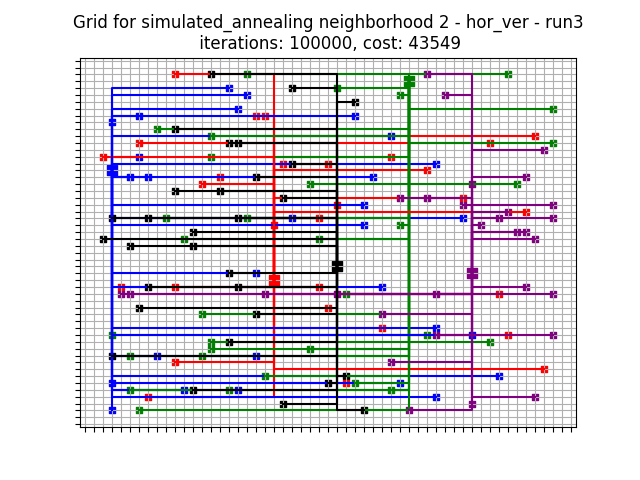 Grid for simulated_annealing neighborhood 2 - hor_ver - run3
iterations: 100000, cost: 43549